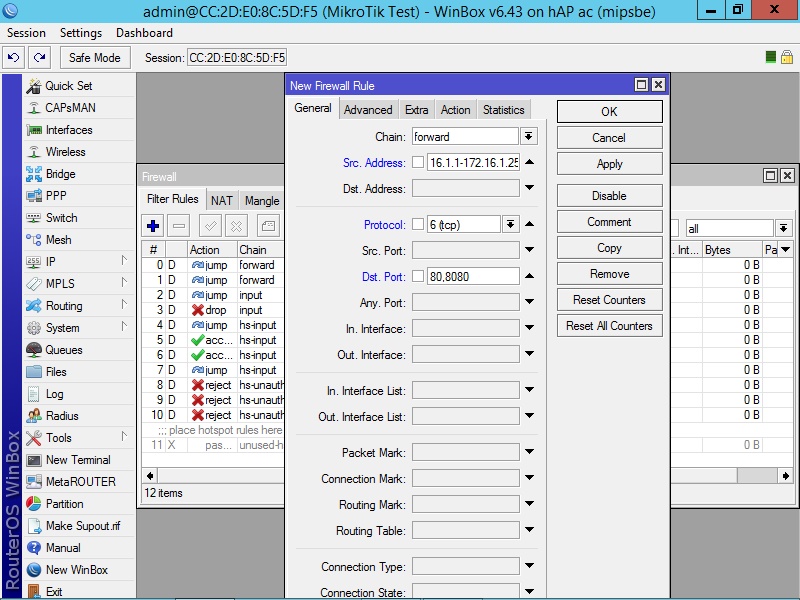 admin@CC:2D:E0:8C:5D:F5 (MikroTik Test) - WinBox v6.43 on hAP ac (mipsbe)
Session Settings Dashboard
Safe Mode Session: CC:2D:E0:8C:5D:F5
RouterOS WinBox
Quick Set
CAPsMAN
Interfaces
Wireless
Bridge
PPP
Switch
Mesh
IP
MPLS
Routing
System
Queues
Files
Log
Radius
Tools
New Terminal
MetaROUTER
Partition
Make Supout.rif
Manual
New WinBox
Exit
Firewall
Filter Rules NAT Mangle
all
# Action Chain Bytes
0 D jump forward 0 B
1 D jump forward 0 B
2 D jump input 0 B
3 D drop input 0 B
4 D jump hs-input 0 B
5 D acc... hs-input 0 B
6 D acc... hs-input 0 B
7 D jump hs-input 0 B
8 D reject hs-unauth 0 B
9 D reject hs-unauth 0 B
10 D reject hs-unauth 0 B
;;; place hotspot rules here
11 X pas... unused-h 0 B
12 items
New Firewall Rule
General Advanced Extra Action Statistics
Chain: forward
Src. Address: 16.1.1-172.16.1.25
Dst. Address:
Protocol: 6 (tcp)
Src. Port:
Dst. Port: 80,8080
Any. Port:
In. Interface:
Out. Interface:
In. Interface List:
Out. Interface List:
Packet Mark:
Connection Mark:
Routing Mark:
Routing Table:
Connection Type:
Connection State:
OK
Cancel
Apply
Disable
Comment
Copy
Remove
Reset Counters
Reset All Counters